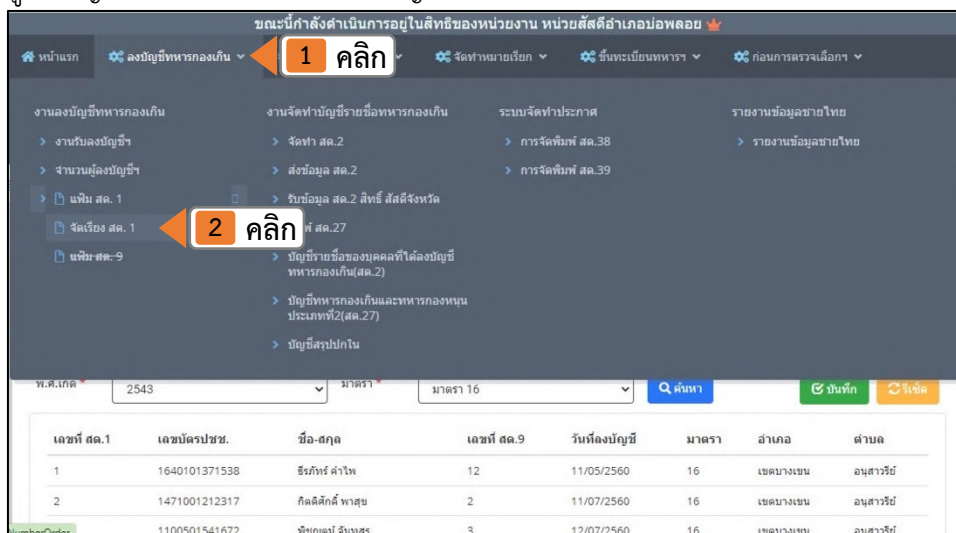 ขณะนี้กำลังดำเนินการอยู่ในสิทธิของหน่วยงาน หน่วยสัสดีอำเภอบ่อพลอย
หน้าแรก ลงบัญชีทหารกองเกิน 1 คลิก จัดทำหมายเรียก ขึ้นทะเบียนทหารฯ ก่อนการตรวจเลือกฯ
งานลงบัญชีทหารกองเกิน งานจัดทำบัญชีรายชื่อทหารกองเกิน ระบบจัดทำประกาศ รายงานข้อมูลชายไทย
งานรับลงบัญชีฯ จัดทำ สด.2 การจัดพิมพ์ สด.38 รายงานข้อมูลชายไทย
จำนวนผู้ลงบัญชีฯ ส่งข้อมูล สด.2 การจัดพิมพ์ สด.39
แฟ้ม สด. 1 รับข้อมูล สด.2 สิทธิ์ สัสดีจังหวัด
จัดเรียง สด. 1 2 คลิก สด.27
แฟ้ม สด. 9 บัญชีรายชื่อของบุคคลที่ได้ลงบัญชี
ทหารกองเกิน(สด.2)
บัญชีทหารกองเกินและทหารกองหนุน
ประเภทที่2(สด.27)
บัญชีสรุปปกใน
พ.ศ.เกิด * 2543 มาตรา * มาตรา 16 ค้นหา บันทึก รีเซ็ต
เลขที่ สด.1 เลขบัตรปชช. ชื่อ-สกุล เลขที่ สด.9 วันที่ลงบัญชี มาตรา อำเภอ ตำบล
1 1640101371538 ธีรภัทร์ คำไพ 12 11/05/2560 16 เขตบางเขน อนุสาวรีย์
2 1471001212317 กิตติศักดิ์ พาสุข 2 11/07/2560 16 เขตบางเขน อนุสาวรีย์
1100501541672 3 12/07/2560 16 เขตบางเขน อนุสาวรีย์